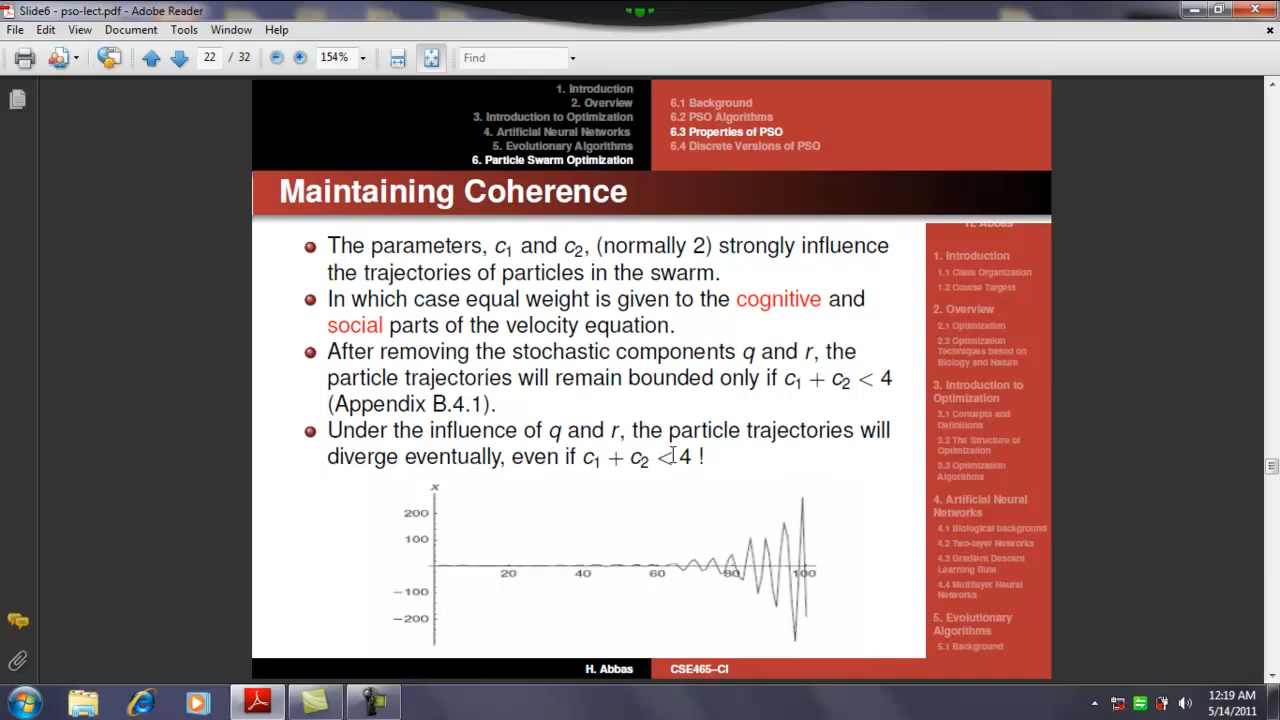 Slide6 - pso-lect.pdf - Adobe Reader
File Edit View Document Tools Window Help
22 / 32 154% Find
1. Introduction
2. Overview
3. Introduction to Optimization
4. Artificial Neural Networks
5. Evolutionary Algorithms
6. Particle Swarm Optimization
6.1 Background
6.2 PSO Algorithms
6.3 Properties of PSO
6.4 Discrete Versions of PSO
Maintaining Coherence
The parameters, c1 and c2, (normally 2) strongly influence
the trajectories of particles in the swarm.
In which case equal weight is given to the cognitive and
social parts of the velocity equation.
After removing the stochastic components q and r, the
particle trajectories will remain bounded only if c1 + c2 < 4
(Appendix B.4.1).
Under the influence of q and r, the particle trajectories will
diverge eventually, even if c1 + c2 < 4 !
x
200
100
−100
−200
20 40 60 80 100
H. Abbas
1. Introduction
1.1 Class Organization
1.2 Course Targets
2. Overview
2.1 Optimization
2.2 Optimization
Techniques based on
Biology and Nature
3. Introduction to
Optimization
3.1 Concepts and
Definitions
3.2 The Structure of
Optimization
3.3 Optimization
Algorithms
4. Artificial Neural
Networks
4.1 Biological background
4.2 Two-layer Networks
4.3 Gradient Descent
Learning Rule
4.4 Multilayer Neural
Networks
5. Evolutionary
Algorithms
5.1 Background
H. Abbas CSE465–CI
12:19 AM
5/14/2011